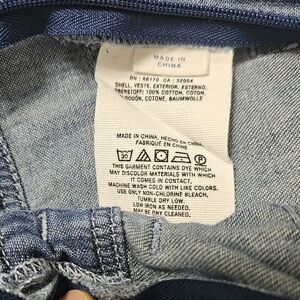 MADE IN
CHINA
RN : 66170 CA : 32054
SHELL, VESTE, EXTERIOR, ESTERNO,
OBERSTOFF: 100% COTTON, COTON,
ALGODÓN, COTONE, BAUMWOLLE
MADE IN CHINA, HECHO EN CHINA
FABRIQUE EN CHINE
THIS GARMENT CONTAINS DYE WHICH
MAY DISCOLOR MATERIALS WITH WHICH
IT COMES IN CONTACT.
MACHINE WASH COLD WITH LIKE COLORS.
USE ONLY NON-CHLORINE BLEACH.
TUMBLE DRY LOW.
LOW IRON AS NEEDED.
MAY BE DRY CLEANED.